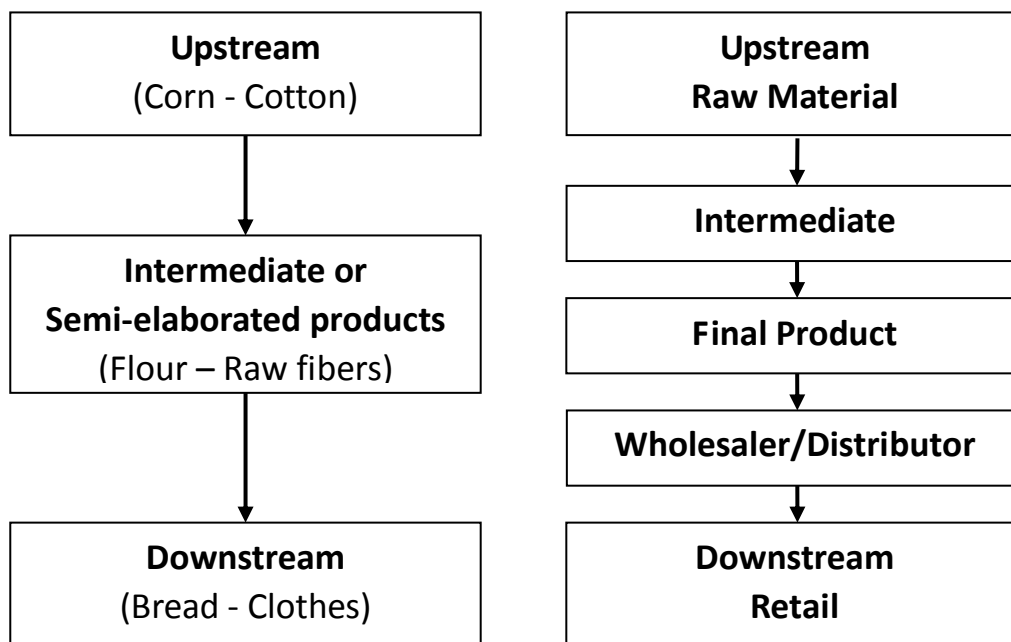 Upstream
(Corn - Cotton)
Intermediate or
Semi-elaborated products
(Flour – Raw fibers)
Downstream
(Bread - Clothes)
Upstream
Raw Material
Intermediate
Final Product
Wholesaler/Distributor
Downstream
Retail